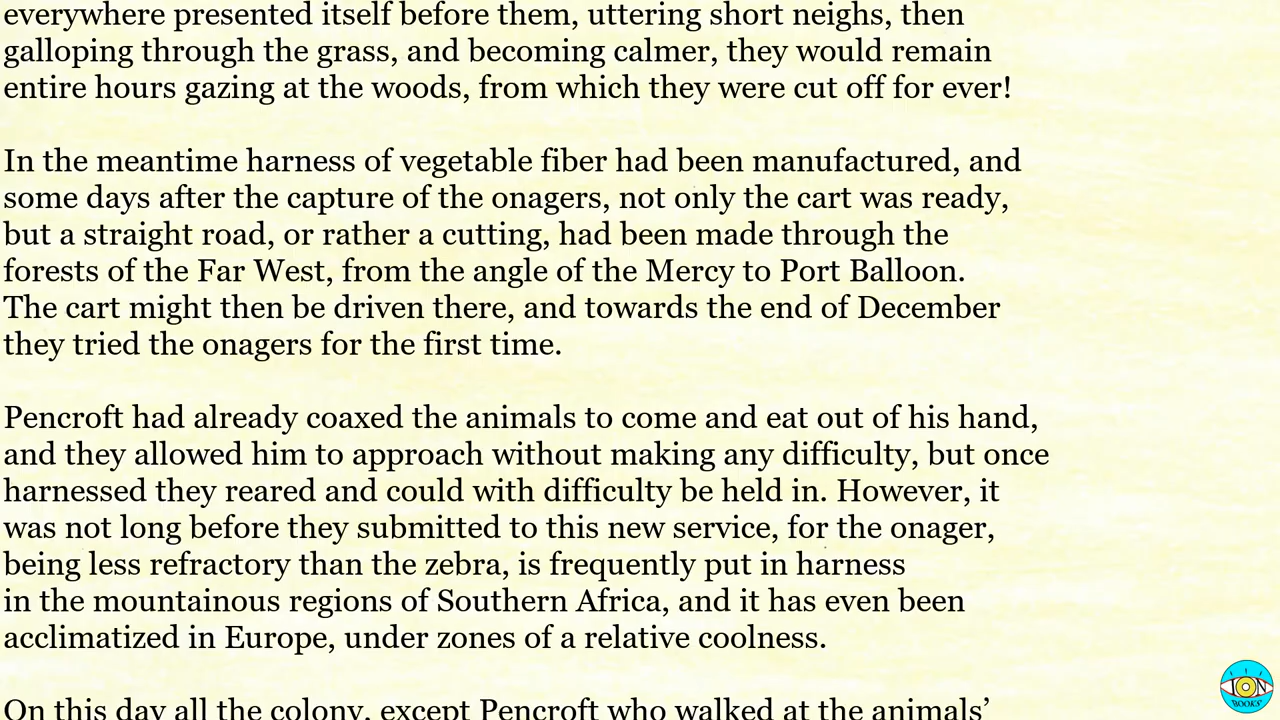 everywhere presented itself before them, uttering short neighs, then
galloping through the grass, and becoming calmer, they would remain
entire hours gazing at the woods, from which they were cut off for ever!
In the meantime harness of vegetable fiber had been manufactured, and
some days after the capture of the onagers, not only the cart was ready,
but a straight road, or rather a cutting, had been made through the
forests of the Far West, from the angle of the Mercy to Port Balloon.
The cart might then be driven there, and towards the end of December
they tried the onagers for the first time.
Pencroft had already coaxed the animals to come and eat out of his hand,
and they allowed him to approach without making any difficulty, but once
harnessed they reared and could with difficulty be held in. However, it
was not long before they submitted to this new service, for the onager,
being less refractory than the zebra, is frequently put in harness
in the mountainous regions of Southern Africa, and it has even been
acclimatized in Europe, under zones of a relative coolness.
On this day all the colony, except Pencroft who walked at the animals’
ION
BOOKS